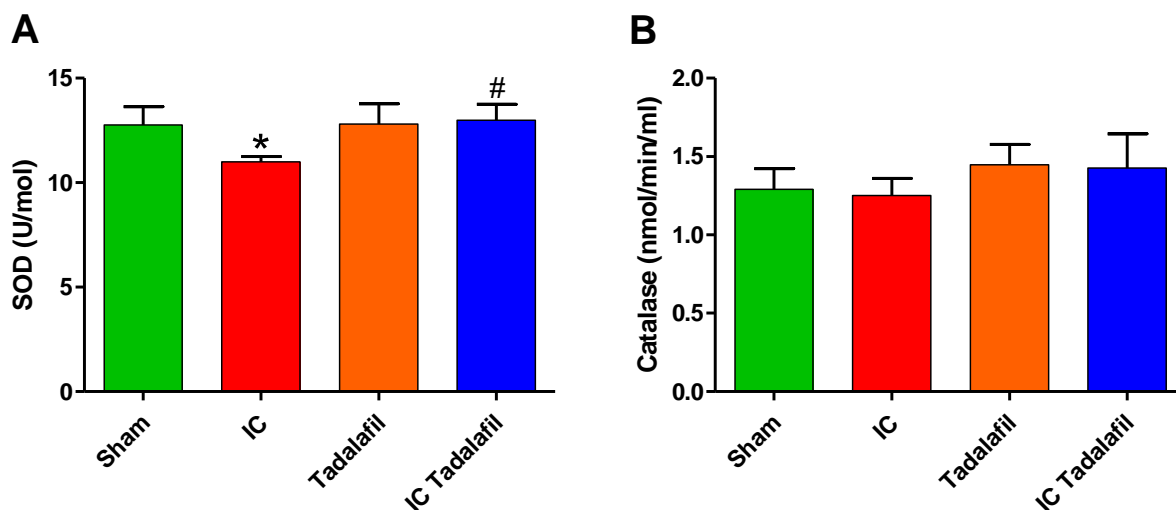 A
SOD (U/mol)
15
10
5
0
*
#
Sham
IC
Tadalafil
IC Tadalafil
B
Catalase (nmol/min/ml)
2.0
1.5
1.0
0.5
0.0
Sham
IC
Tadalafil
IC Tadalafil